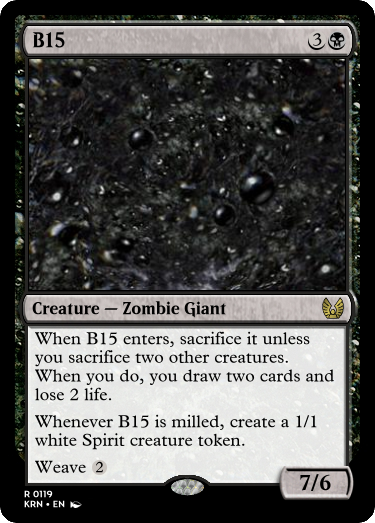 B15
3
Creature — Zombie Giant
When B15 enters, sacrifice it unless
you sacrifice two other creatures.
When you do, you draw two cards and
lose 2 life.
Whenever B15 is milled, create a 1/1
white Spirit creature token.
Weave 2
7/6
R 0119
KRN • EN